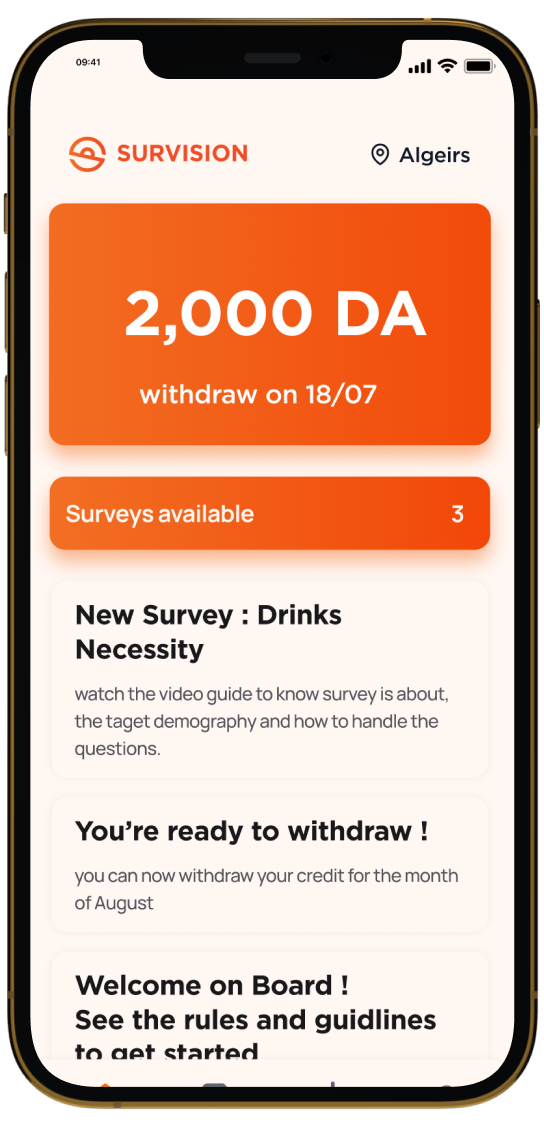 09:41
SURVISION
Algeirs
2,000 DA
withdraw on 18/07
Surveys available 3
New Survey : Drinks
Necessity
watch the video guide to know survey is about,
the taget demography and how to handle the
questions.
You’re ready to withdraw !
you can now withdraw your credit for the month
of August
Welcome on Board !
See the rules and guidlines
to get started